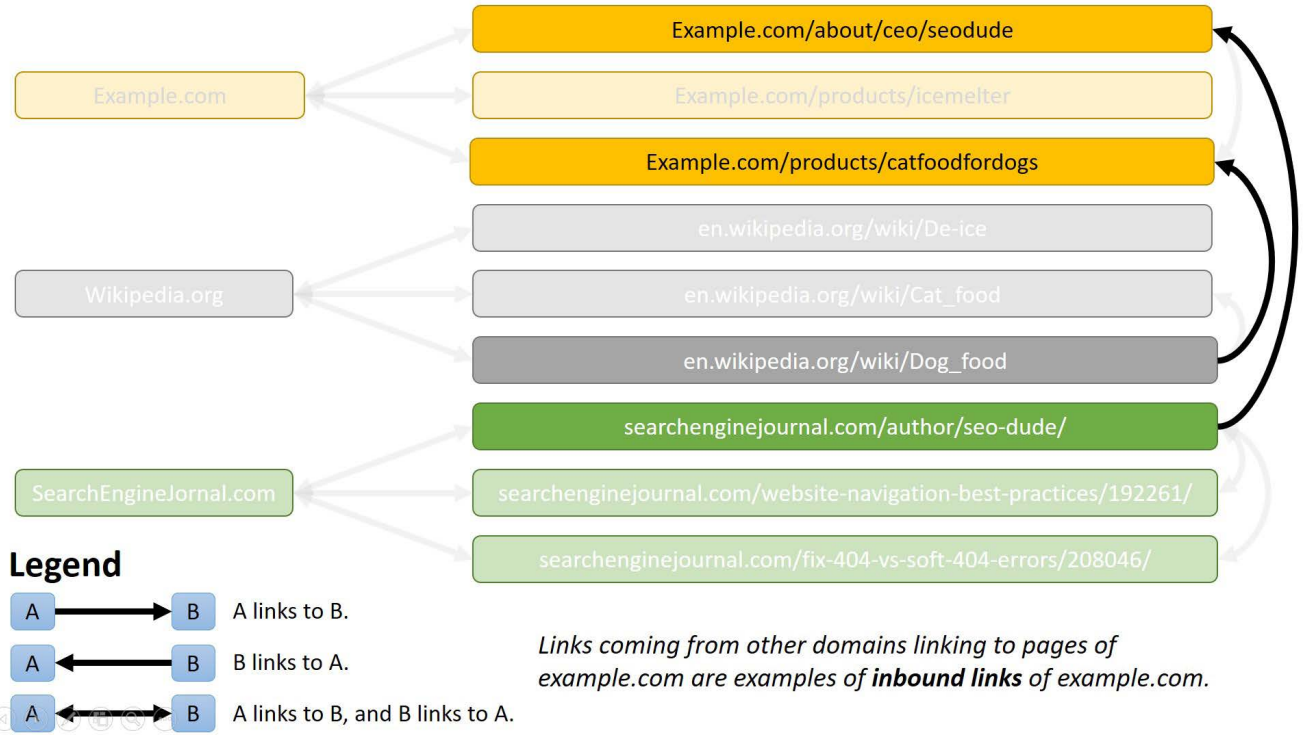 Example.com/about/ceo/seodude
Example.com
Example.com/products/icemelter
Example.com/products/catfoodfordogs
en.wikipedia.org/wiki/De-ice
Wikipedia.org
en.wikipedia.org/wiki/Cat_food
en.wikipedia.org/wiki/Dog_food
searchenginejournal.com/author/seo-dude/
SearchEngineJornal.com
searchenginejournal.com/website-navigation-best-practices/192261/
searchenginejournal.com/fix-404-vs-soft-404-errors/208046/
Legend
A B A links to B.
A B B links to A.
A B A links to B, and B links to A.
Links coming from other domains linking to pages of
example.com are examples of inbound links of example.com.